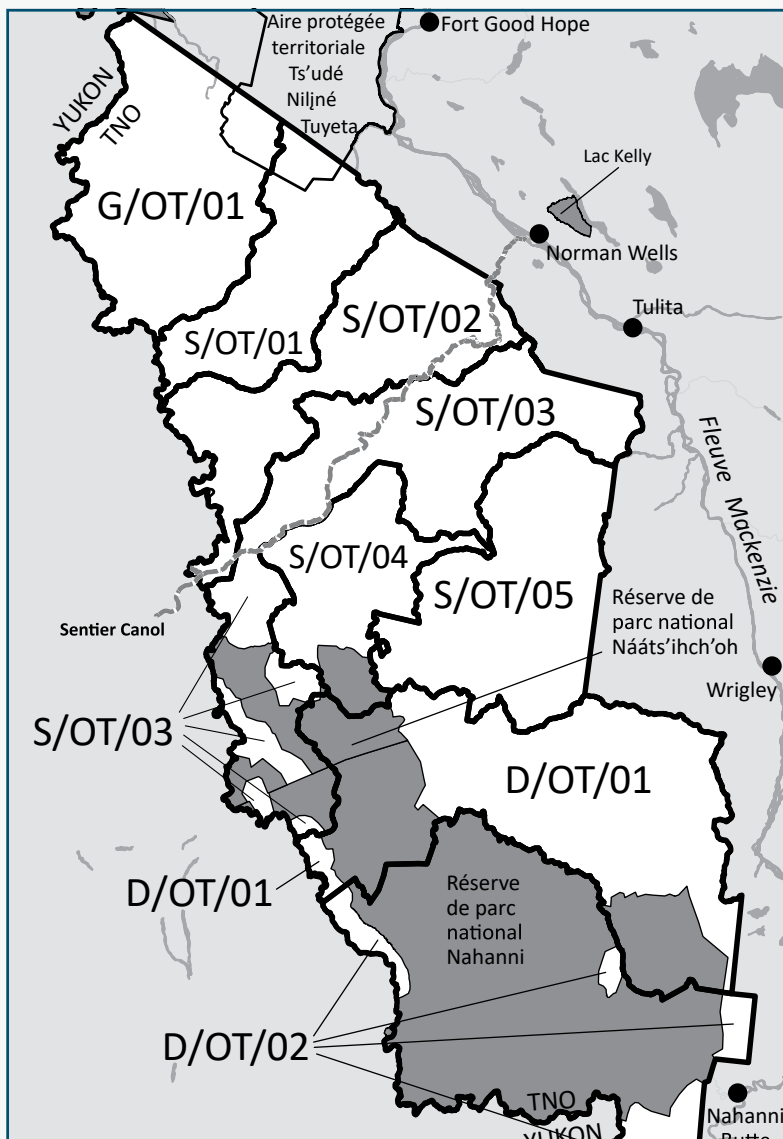 Aire protégée
territoriale
Ts'udé
Nilįné
Tuyeta
Fort Good Hope
YUKON
TNO
G/OT/01
Lac Kelly
Norman Wells
S/OT/01
S/OT/02
Tulita
S/OT/03
Fleuve Mackenzie
S/OT/04
S/OT/05
Sentier Canol
Réserve de
parc national
Nááts'ihch'oh
Wrigley
S/OT/03
D/OT/01
D/OT/01
Réserve
de parc
national
Nahanni
D/OT/02
TNO
YUKON
Nahanni
Butte